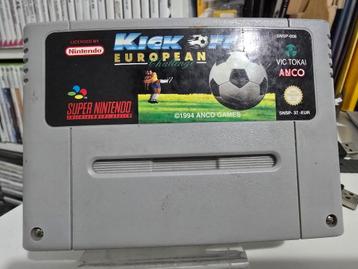 LICENSED BY
Nintendo
KICK OFF
EUROPEAN
Challenge
SNSP-006
VIC TOKAI
ANCO
SUPER NINTENDO
ENTERTAINMENT SYSTEM
©1994 ANCO GAMES
SNSP-37-EUR